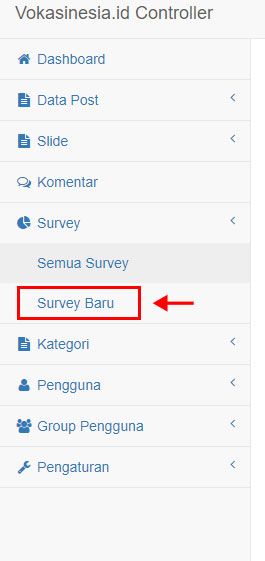 Vokasinesia.id Controller
Dashboard
Data Post
Slide
Komentar
Survey
Semua Survey
Survey Baru
Kategori
Pengguna
Group Pengguna
Pengaturan